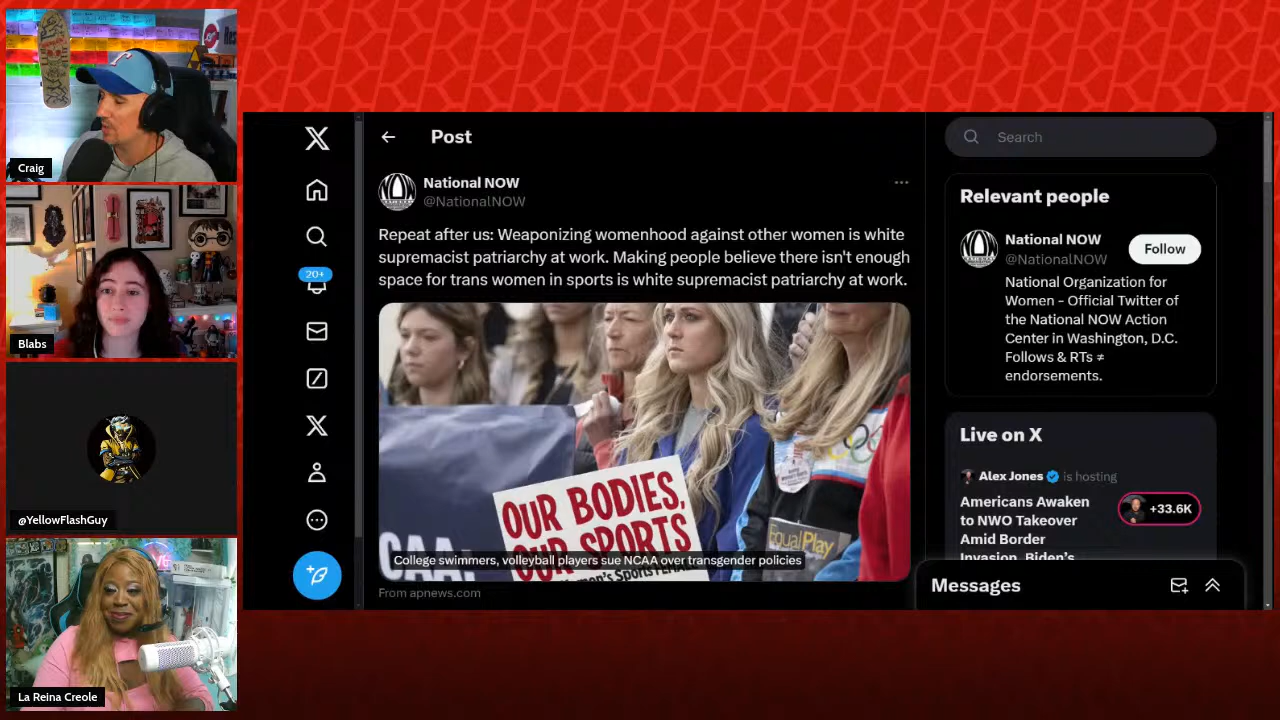 Craig
Blabs
@YellowFlashGuy
La Reina Creole
20+
Post
National NOW
@NationalNOW
Repeat after us: Weaponizing womenhood against other women is white
supremacist patriarchy at work. Making people believe there isn't enough
space for trans women in sports is white supremacist patriarchy at work.
OUR BODIES,
OUR SPORTS
EqualPlay
College swimmers, volleyball players sue NCAA over transgender policies
From apnews.com
Search
Relevant people
National NOW
@NationalNOW
Follow
National Organization for
Women - Official Twitter of
the National NOW Action
Center in Washington, D.C.
Follows & RTs ≠
endorsements.
Live on X
Alex Jones is hosting
Americans Awaken
to NWO Takeover
Amid Border
Invasion, Biden's
+33.6K
Messages